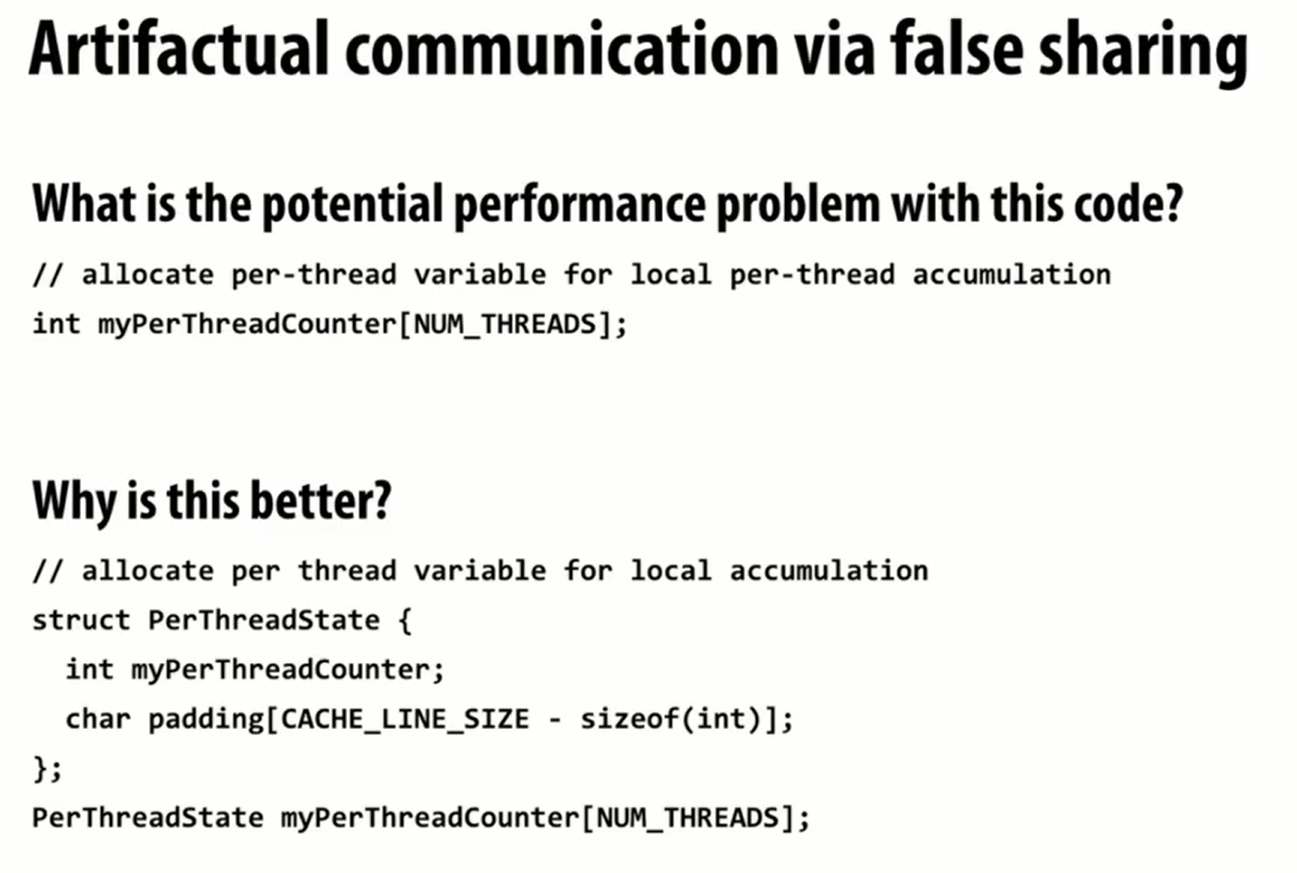 Artifactual communication via false sharing
What is the potential performance problem with this code?
// allocate per-thread variable for local per-thread accumulation
int myPerThreadCounter[NUM_THREADS];
Why is this better?
// allocate per thread variable for local accumulation
struct PerThreadState {
  int myPerThreadCounter;
  char padding[CACHE_LINE_SIZE - sizeof(int)];
};
PerThreadState myPerThreadCounter[NUM_THREADS];